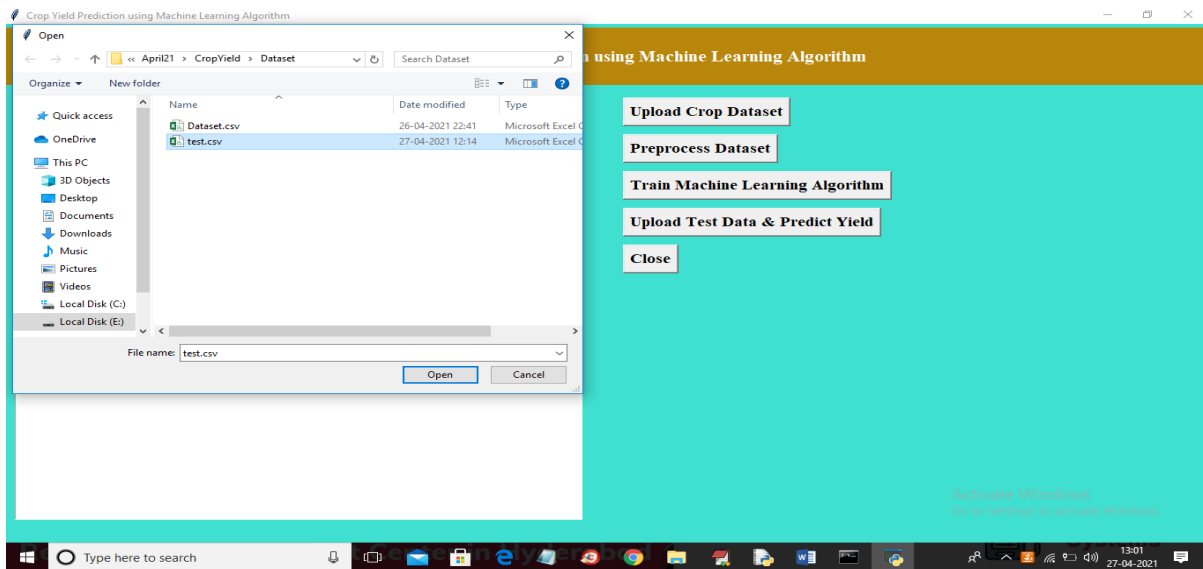 Crop Yield Prediction using Machine Learning Algorithm
Open
« April21 › CropYield › Dataset
Search Dataset
n using Machine Learning Algorithm
Organize
New folder
Quick access
OneDrive
This PC
3D Objects
Desktop
Documents
Downloads
Music
Pictures
Videos
Local Disk (C:)
Local Disk (E:)
Name Date modified Type
Dataset.csv 26-04-2021 22:41 Microsoft Excel C
test.csv 27-04-2021 12:14 Microsoft Excel C
File name: test.csv
Open
Cancel
Upload Crop Dataset
Preprocess Dataset
Train Machine Learning Algorithm
Upload Test Data & Predict Yield
Close
Activate Windows
Go to Settings to activate Windows.
Type here to search
13:01
27-04-2021